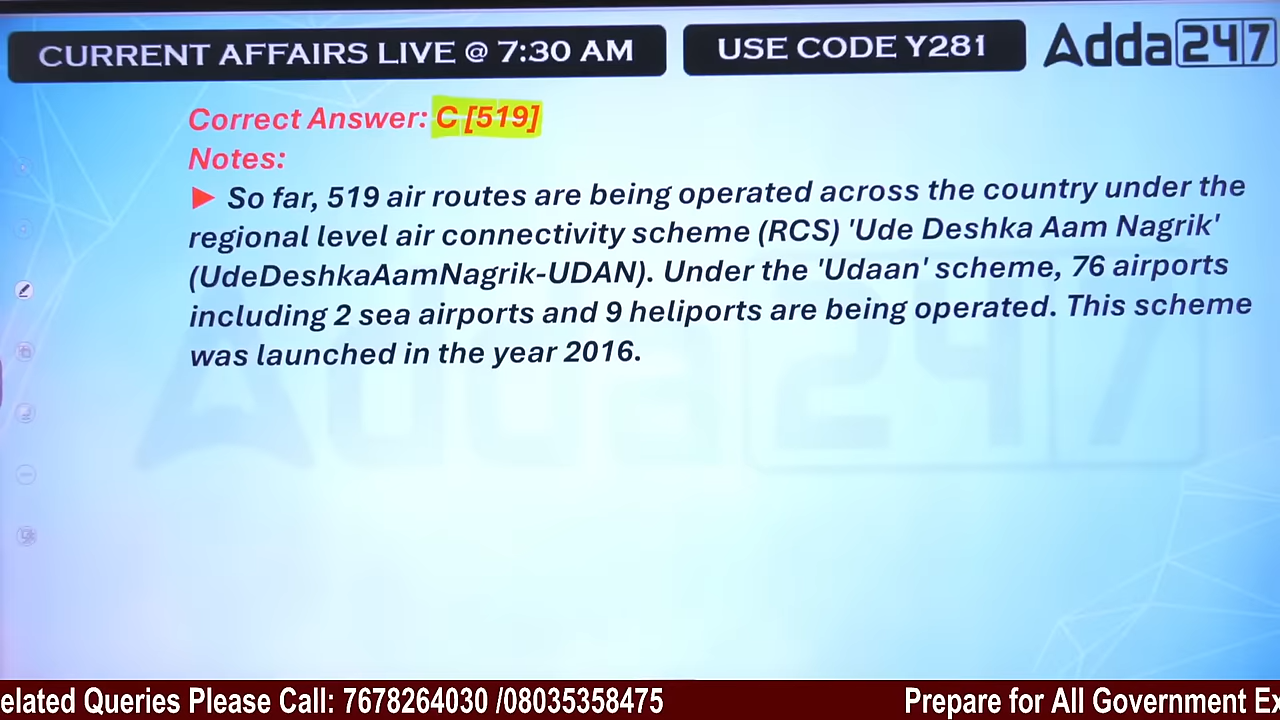 CURRENT AFFAIRS LIVE @ 7:30 AM
USE CODE Y281
Adda247
Correct Answer: C [519]
Notes:
► So far, 519 air routes are being operated across the country under the
regional level air connectivity scheme (RCS) 'Ude Deshka Aam Nagrik'
(UdeDeshkaAamNagrik-UDAN). Under the 'Udaan' scheme, 76 airports
including 2 sea airports and 9 heliports are being operated. This scheme
was launched in the year 2016.
Adda247
elated Queries Please Call: 7678264030 /08035358475
Prepare for All Government Ex